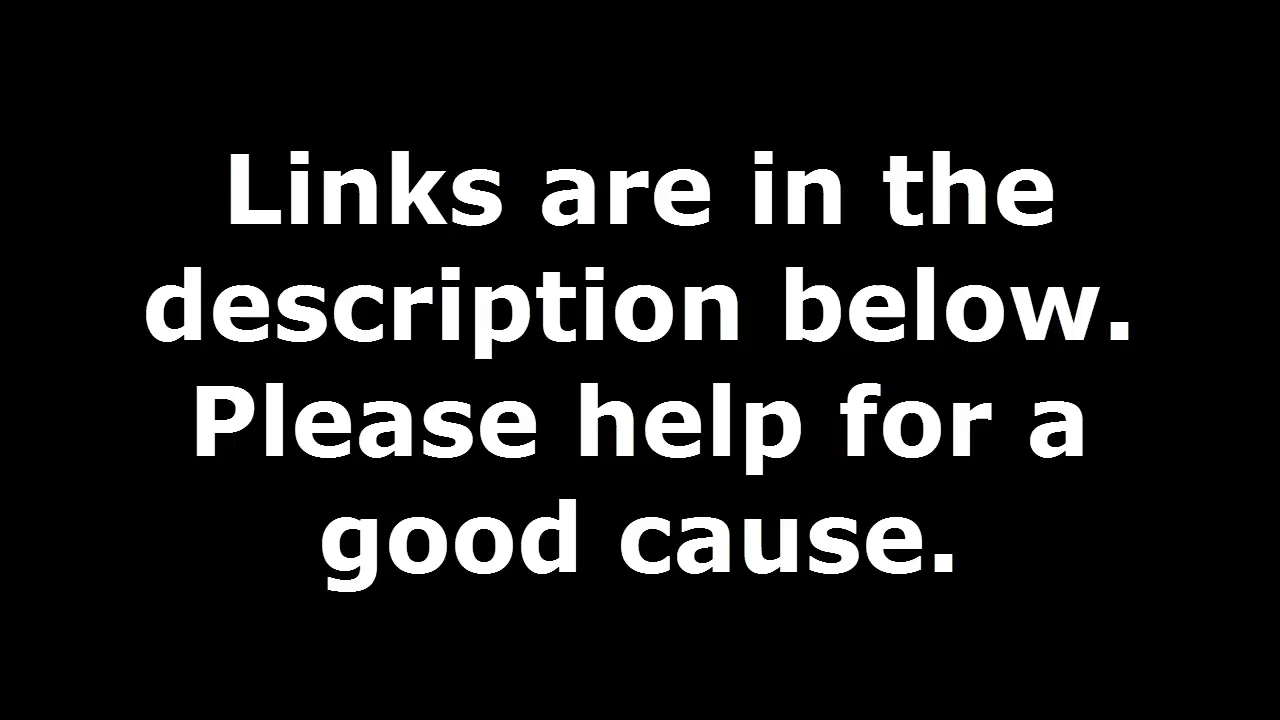 Links are in the
description below.
Please help for a
good cause.